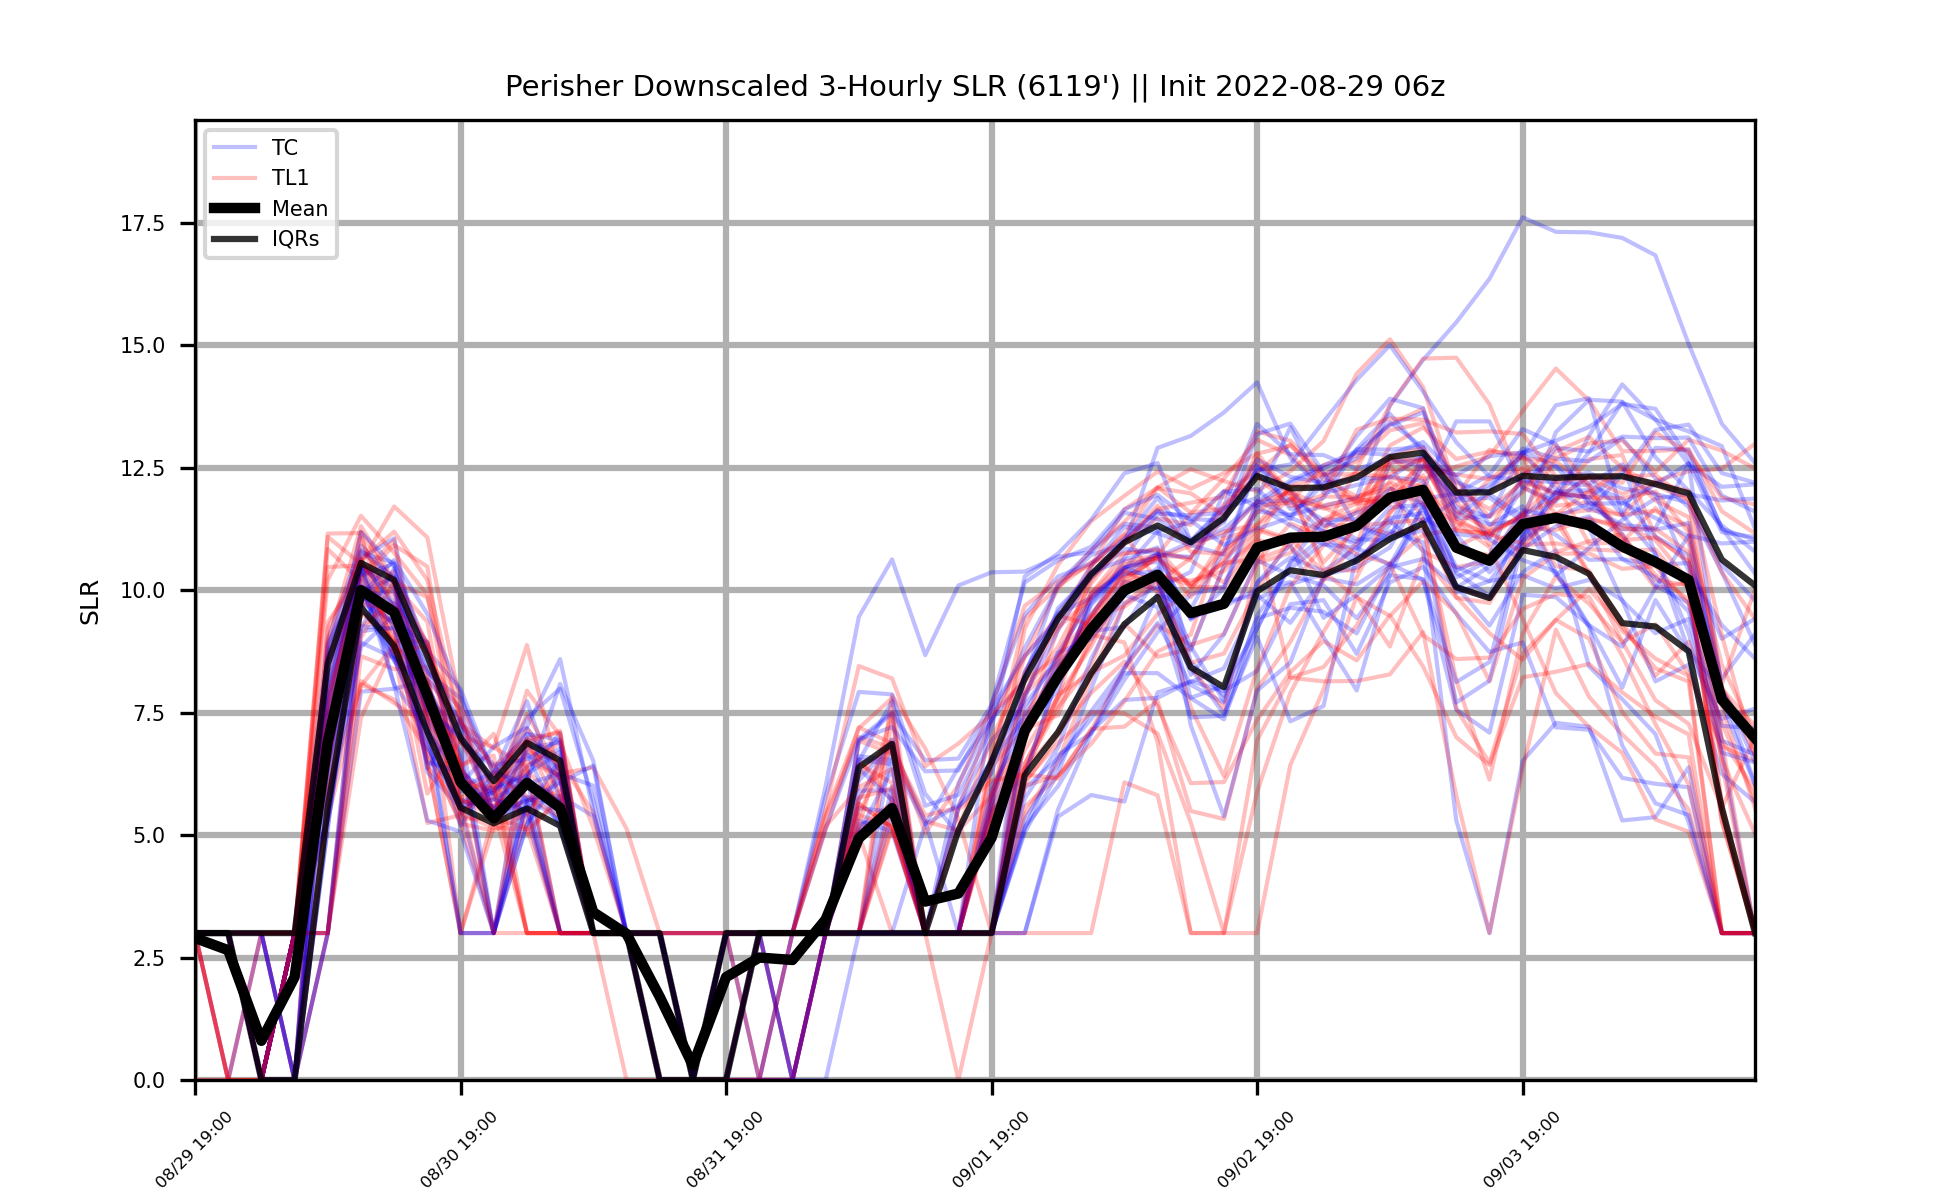 Perisher Downscaled 3-Hourly SLR (6119') || Init 2022-08-29 06z
TC
TL1
Mean
IQRs
SLR
17.5
15.0
12.5
10.0
7.5
5.0
2.5
0.0
08/29 19:00
08/30 19:00
08/31 19:00
09/01 19:00
09/02 19:00
09/03 19:00